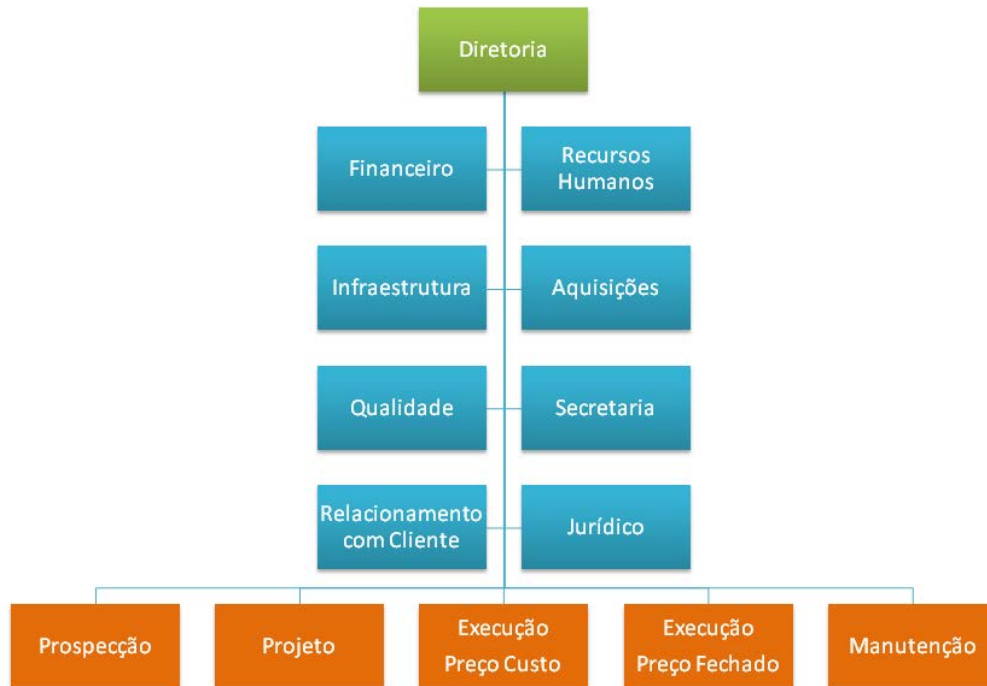 Diretoria
Financeiro
Recursos
Humanos
Infraestrutura
Aquisições
Qualidade
Secretaria
Relacionamento
com Cliente
Jurídico
Prospecção
Projeto
Execução
Preço Custo
Execução
Preço Fechado
Manutenção